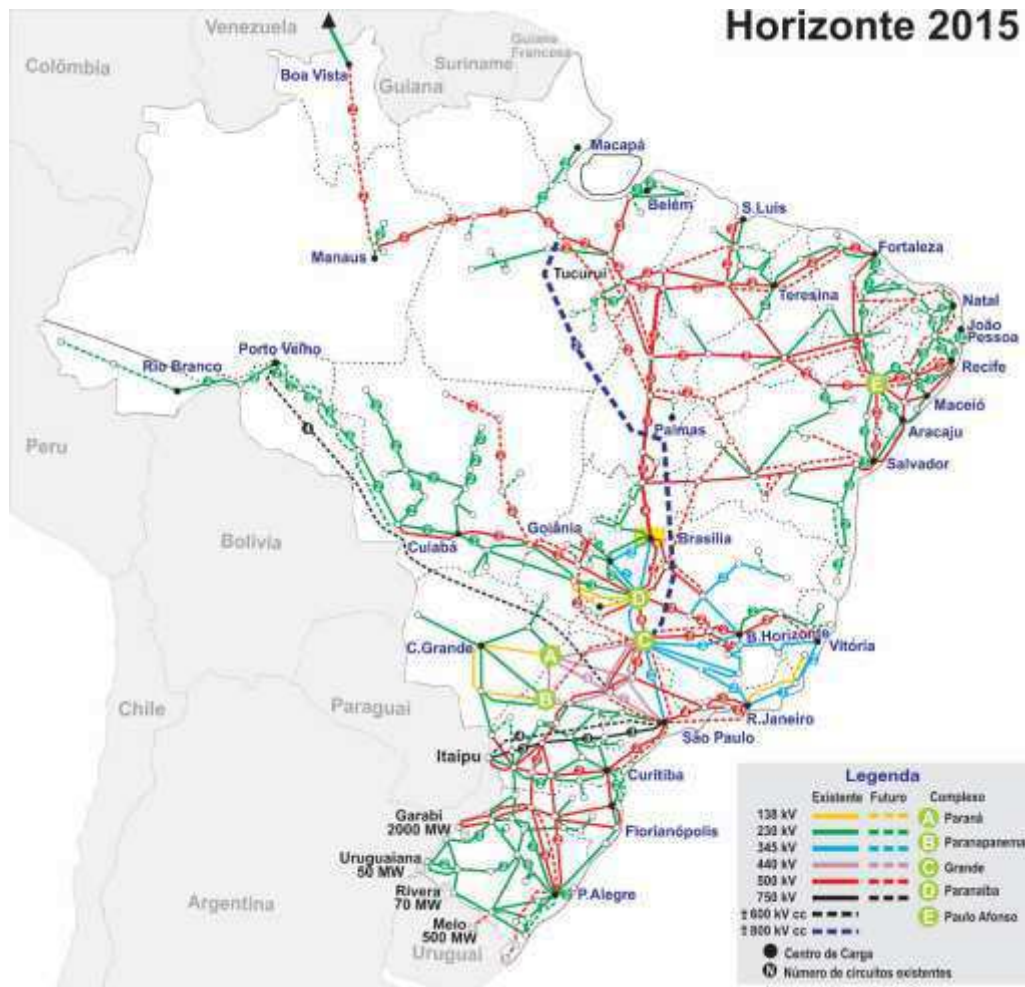 Horizonte 2015
Venezuela
Colômbia
Suriname
Guiana
Francesa
Guiana
Boa Vista
Macapá
Belém
S.Luis
Manaus
Fortaleza
Tucuruí
Teresina
Natal
João
Pessoa
Porto Velho
Rio Branco
Recife
E
Maceió
Palmas
Aracaju
Peru
Salvador
Goiânia
Brasília
Cuiabá
Bolivia
D
C
B.Horizonte
Vitória
C.Grande
A
B
Chile
Paraguai
R.Janeiro
São Paulo
Itaipu
Curitiba
Garabi
2000 MW
Florianópolis
Uruguaiana
50 MW
Rivera
70 MW
P.Alegre
Argentina
Melo
500 MW
Uruguai
Legenda
Existente Futuro Complexo
138 kV
A Paraná
230 kV
B Paranapanema
345 kV
440 kV
C Grande
500 kV
D Paranaíba
750 kV
± 600 kV cc
E Paulo Afonso
± 800 kV cc
Centro de Carga
N Número de circuitos existentes